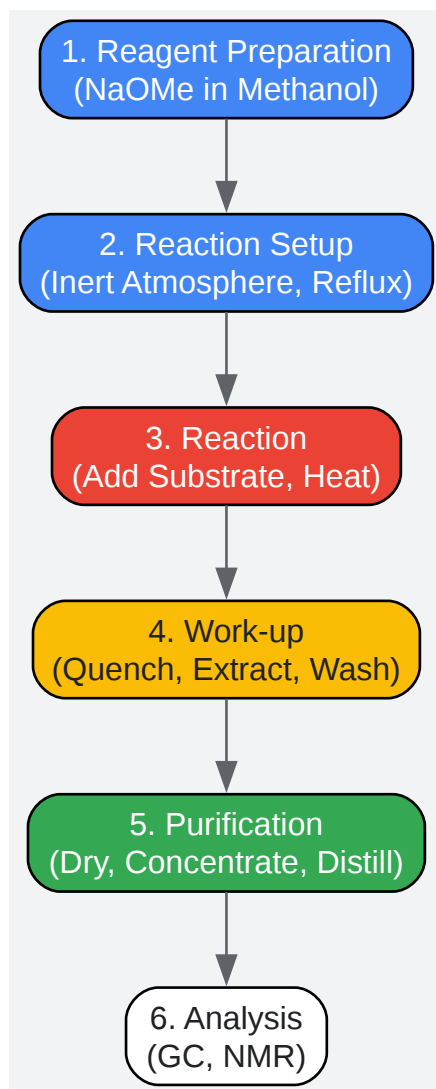 1. Reagent Preparation
(NaOMe in Methanol)
2. Reaction Setup
(Inert Atmosphere, Reflux)
3. Reaction
(Add Substrate, Heat)
4. Work-up
(Quench, Extract, Wash)
5. Purification
(Dry, Concentrate, Distill)
6. Analysis
(GC, NMR)